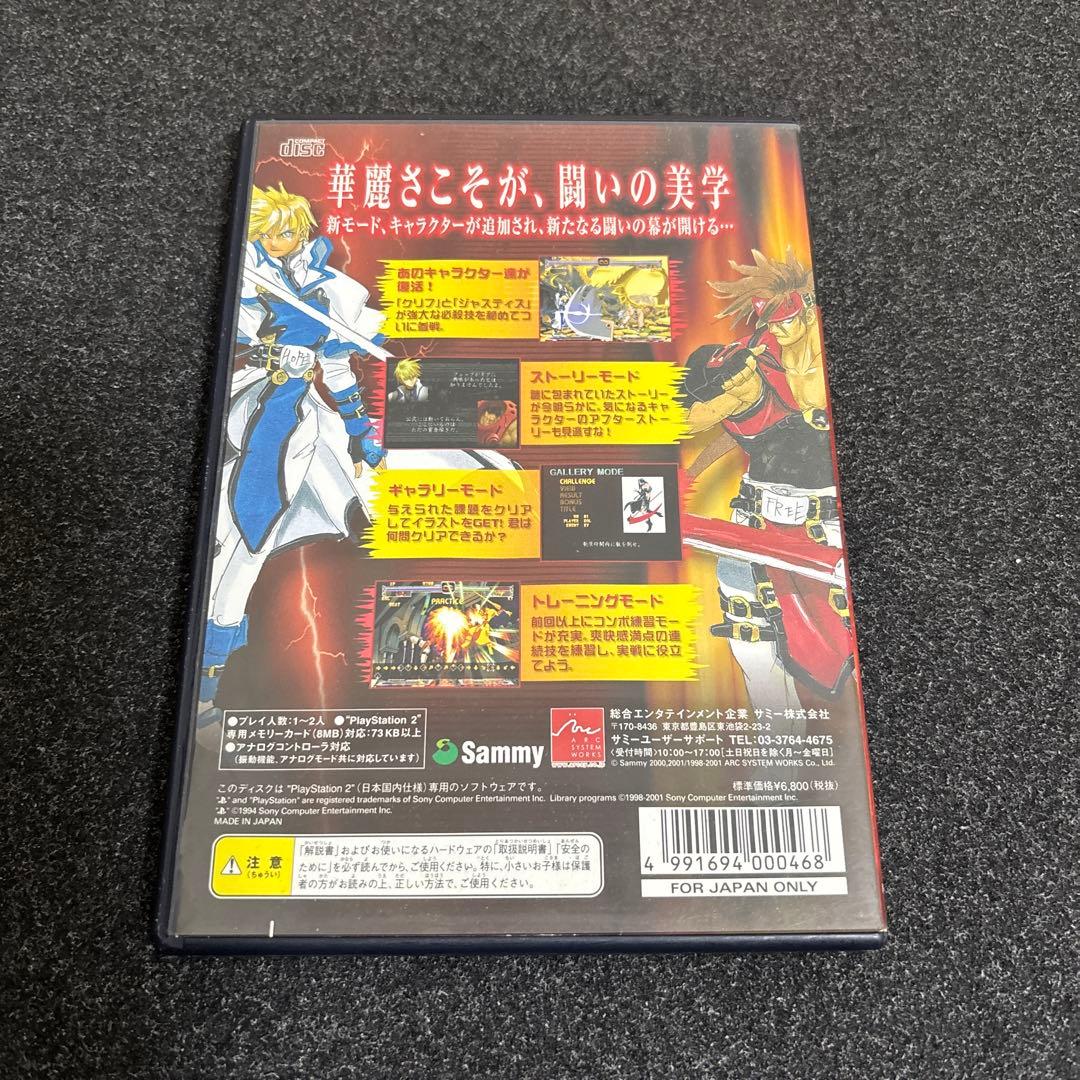 COMPACT
disc
華麗さこそが、闘いの美学
新モード、キャラクターが追加され、新たなる闘いの幕が開ける…
あのキャラクター達が
復活！
「クリフ」と「ジャスティス」
が強大な必殺技を秘めてつ
いに参戦。
HOPE
ストーリーモード
謎に包まれていたストーリー
が今明らかに。気になるキャ
ラクターのアフターストー
リーも見逃すな！
ギャラリーモード
与えられた課題をクリア
してイラストをGET! 君は
何問クリアできるか？
GALLERY MODE
CHALLENGE
VIEW
RESULT
BONUS
TITLE
PLAYER SOL
ENEMY KY
制限時間内に敵を倒せ。
FREE
PRACTICE
トレーニングモード
前回以上にコンボ練習モー
ドが充実。爽快感満点の連
続技を練習し、実戦に役立
てよう。
●プレイ人数：1～2人 ●"PlayStation 2"
専用メモリーカード(8MB)対応：73 KB以上
●アナログコントローラ対応
(振動機能、アナログモード共に対応しています)
Sammy
ARC
SYSTEM
WORKS
総合エンタテインメント企業 サミー株式会社
〒170-8436 東京都豊島区東池袋2-23-2
サミーユーザーサポート TEL:03-3764-4675
〈受付時間〉10:00～17:00[土日祝日を除く月～金曜日]
© Sammy 2000,2001/1998-2001 ARC SYSTEM WORKS Co., Ltd.
このディスクは "PlayStation 2"(日本国内仕様) 専用のソフトウェアです。
標準価格¥6,800(税抜)
" and "PlayStation" are registered trademarks of Sony Computer Entertainment Inc. Library programs ©1998-2001 Sony Computer Entertainment Inc.
" ©1994 Sony Computer Entertainment Inc.
MADE IN JAPAN
注意
(ちゅうい)
「解説書」およびお使いになるハードウェアの「取扱説明書」「安全の
ために」を必ず読んでから、ご使用ください。特に、小さいお子様は保護
者の方がお読みの上、正しい方法で、ご使用ください。
4 991694 000468
FOR JAPAN ONLY